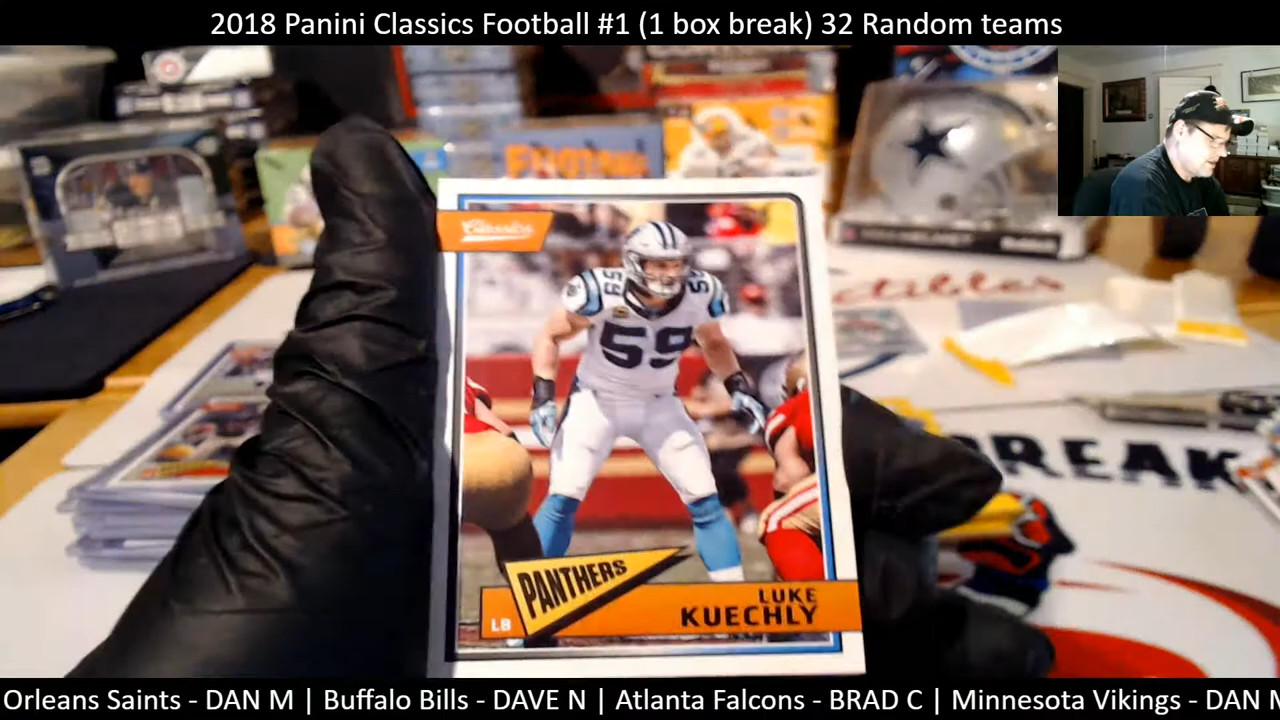 2018 Panini Classics Football #1 (1 box break) 32 Random teams
Classics
59
59
PANTHERS
LB
LUKE
KUECHLY
BREAK
Orleans Saints - DAN M | Buffalo Bills - DAVE N | Atlanta Falcons - BRAD C | Minnesota Vikings - DAN M